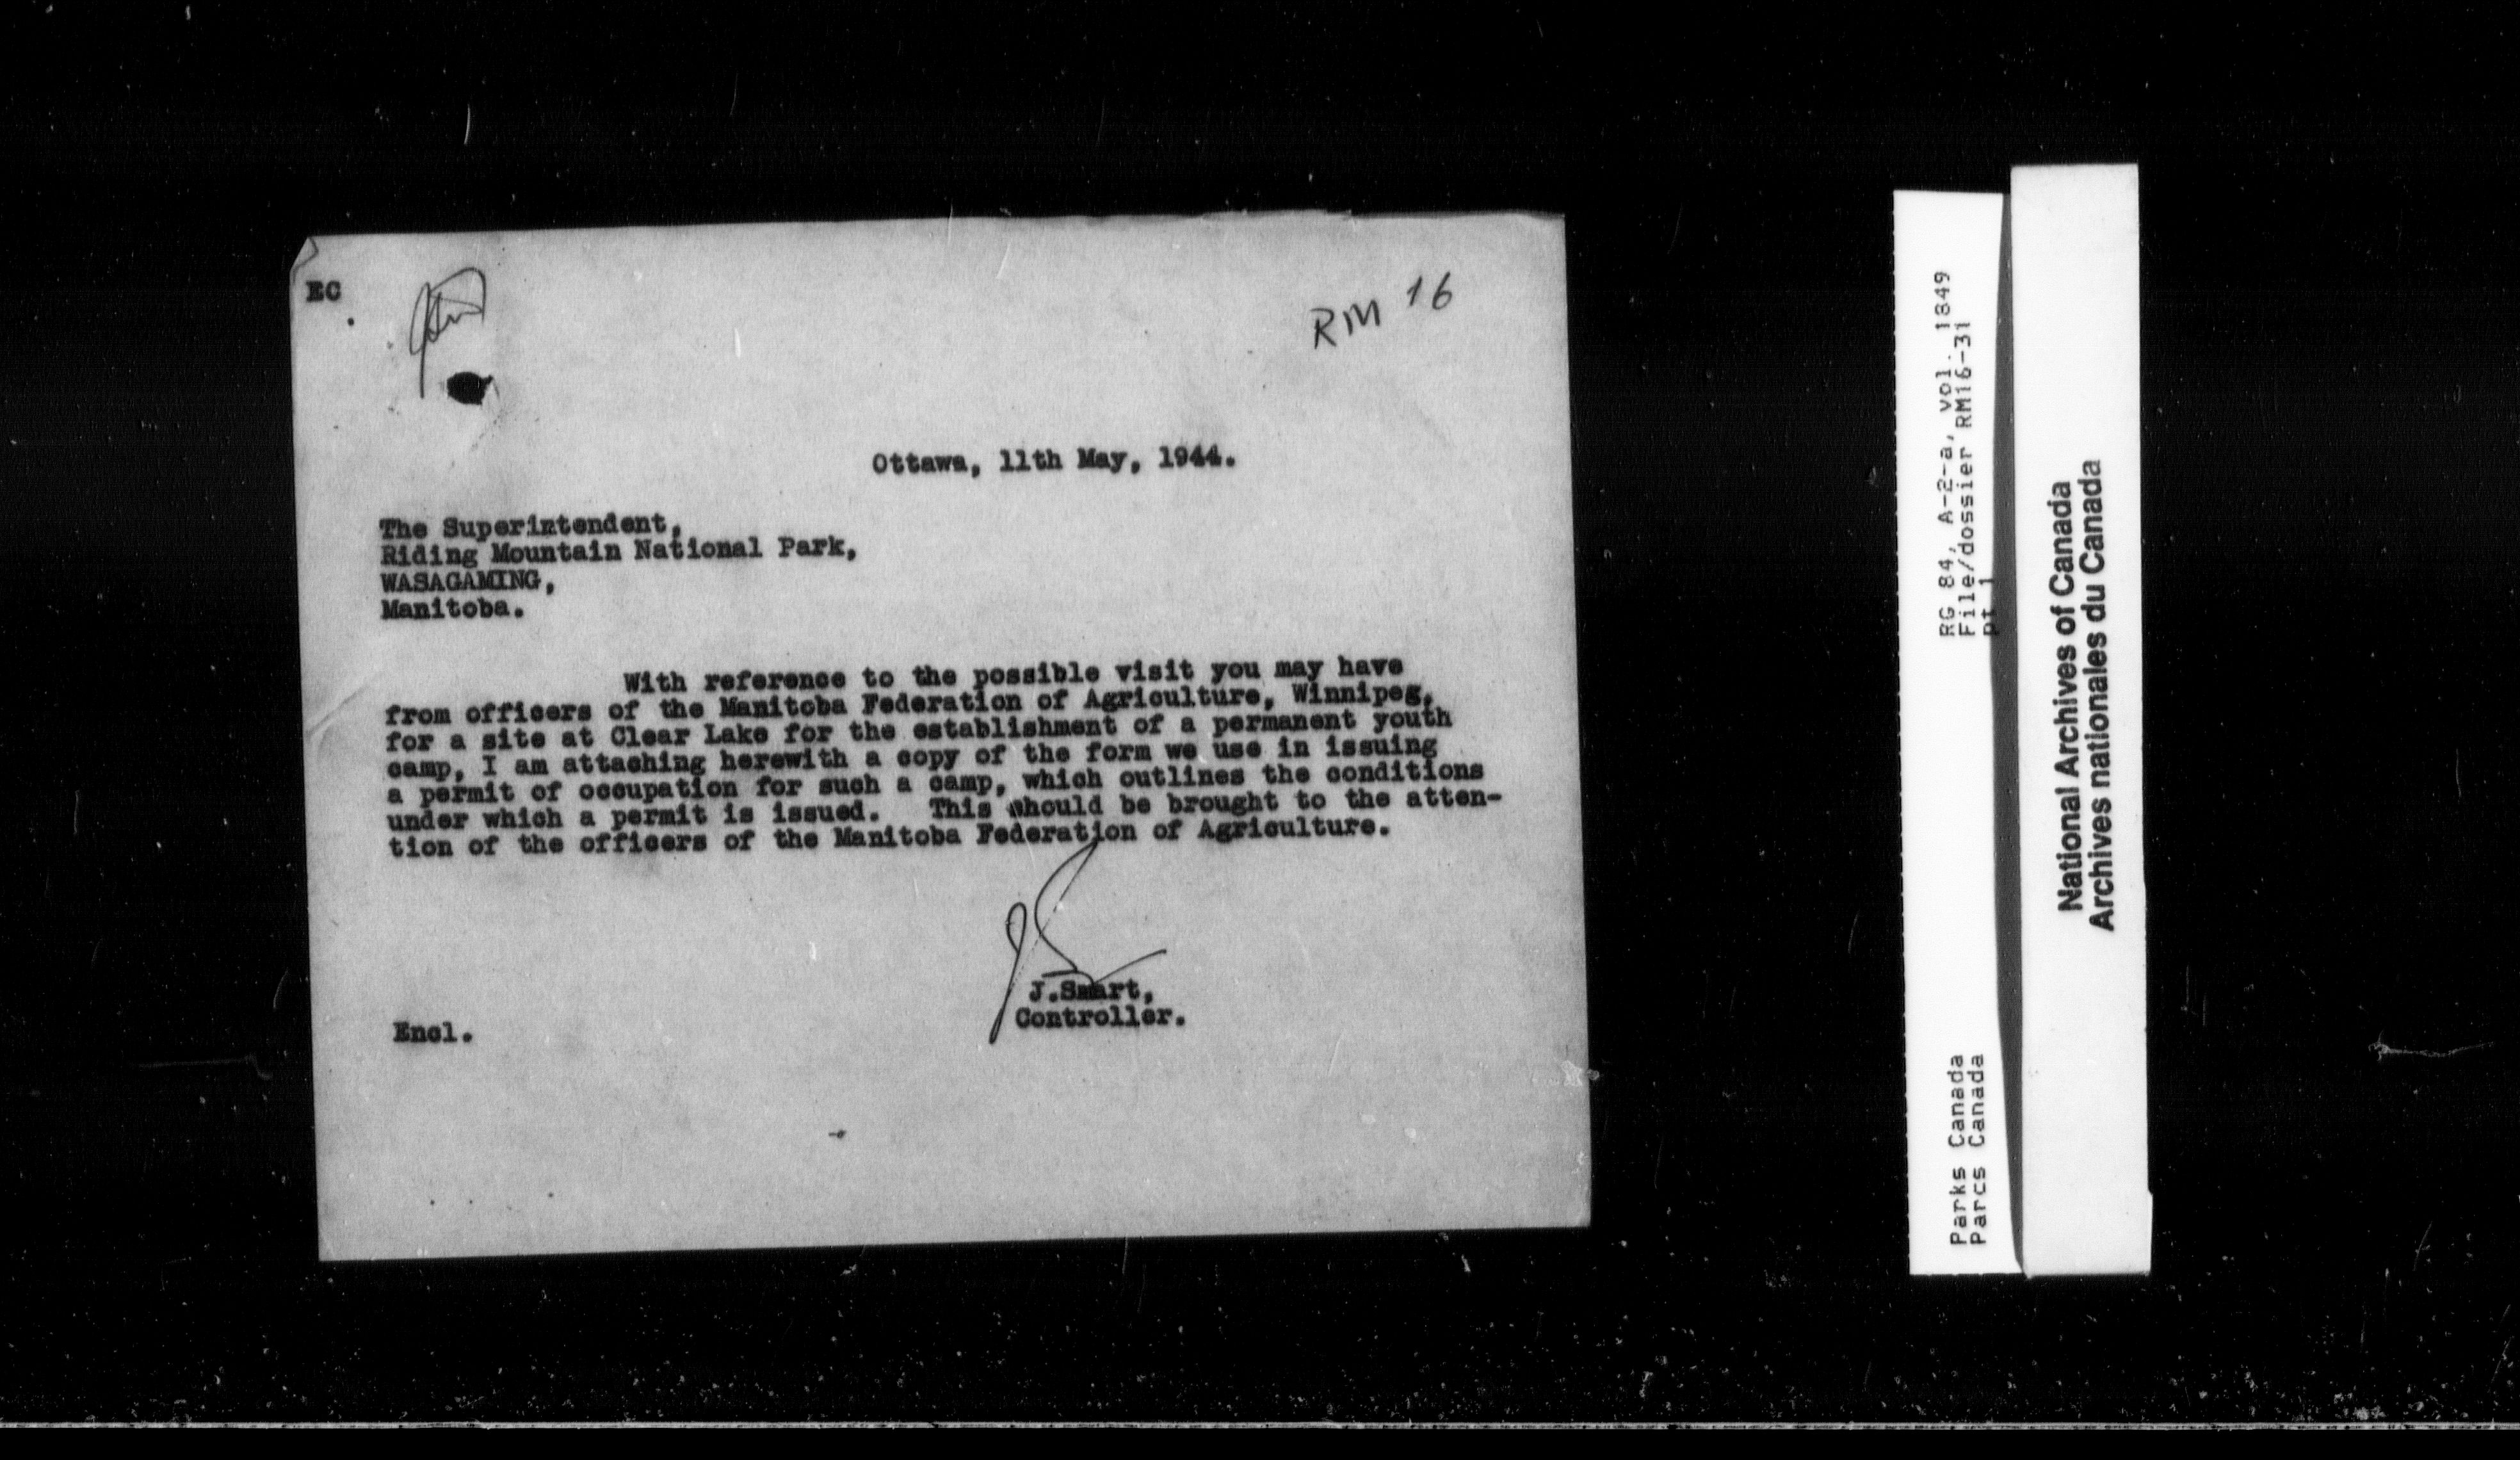 EC
RM 16
Ottawa, 11th May, 1944.
The Superintendent,
Riding Mountain National Park,
WASAGAMING,
Manitoba.
With reference to the possible visit you may have
from officers of the Manitoba Federation of Agriculture, Winnipeg,
for a site at Clear Lake for the establishment of a permanent youth
camp, I am attaching herewith a copy of the form we use in issuing
a permit of occupation for such a camp, which outlines the conditions
under which a permit is issued. This should be brought to the atten-
tion of the officers of the Manitoba Federation of Agriculture.
J.Smart,
Controller.
Encl.
RG 84, A-2-a, vol. 1849
File/dossier RM16-31
pt 1
Parks Canada
Parcs Canada
National Archives of Canada
Archives nationales du Canada